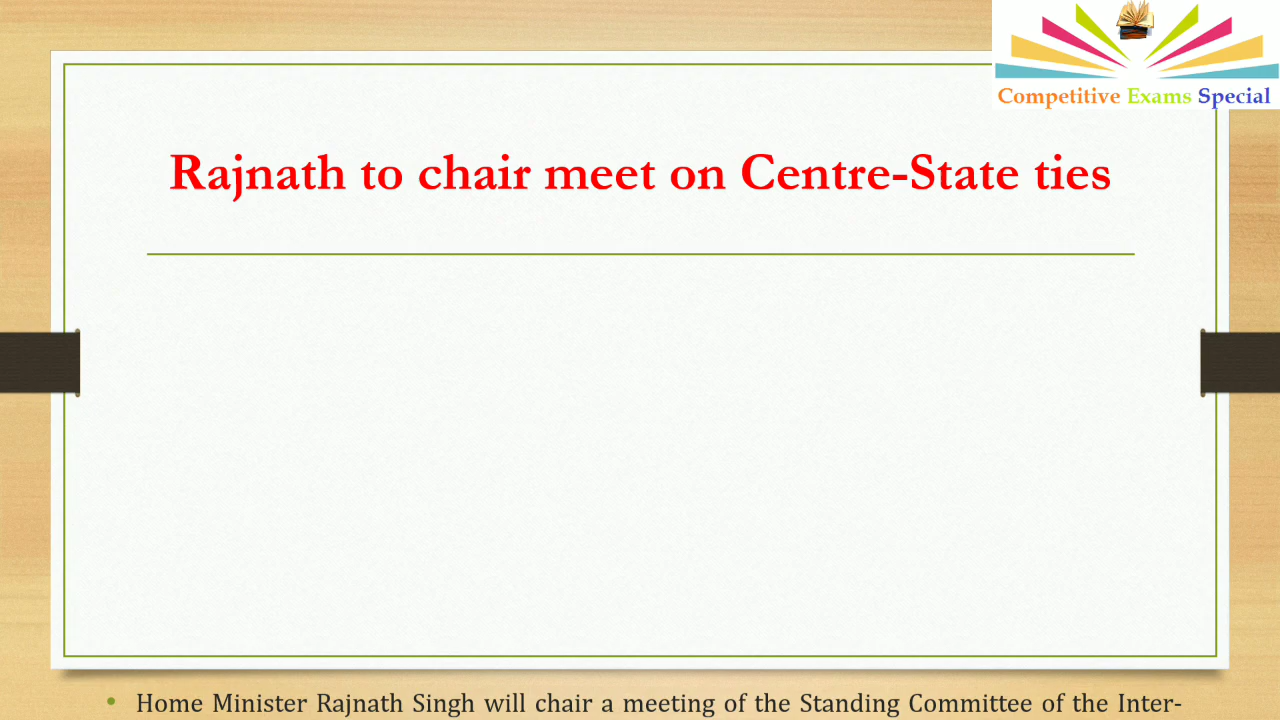 Competitive Exams Special
Rajnath to chair meet on Centre-State ties
• Home Minister Rajnath Singh will chair a meeting of the Standing Committee of the Inter-